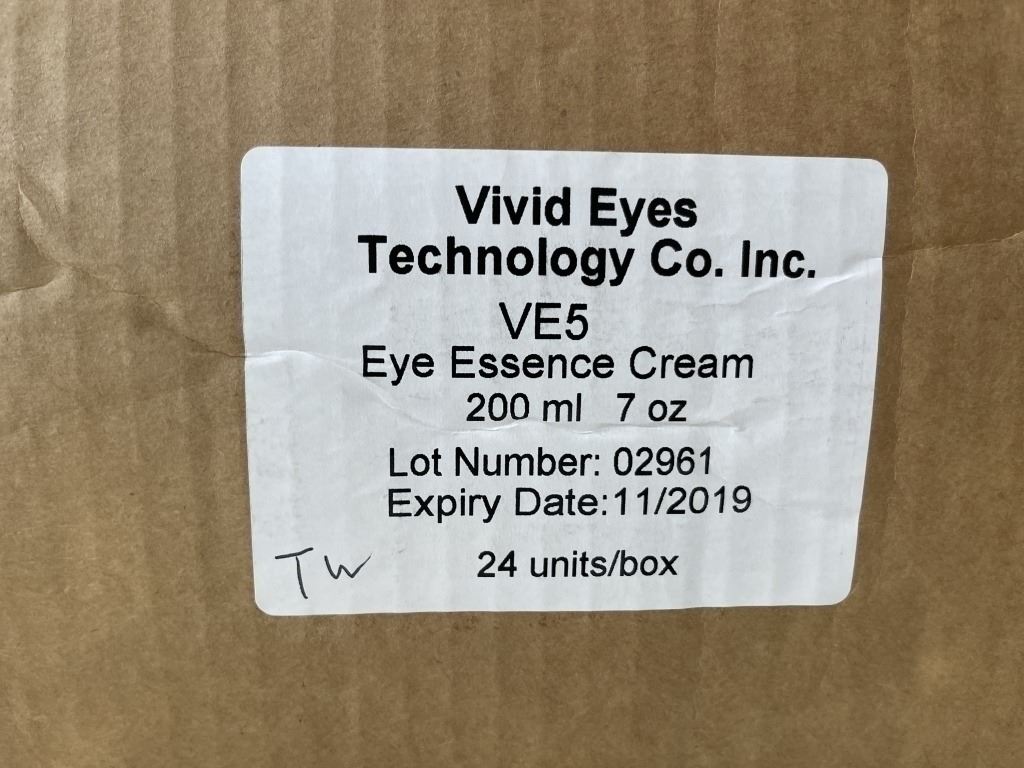 Vivid Eyes
Technology Co. Inc.
VE5
Eye Essence Cream
200 ml 7 oz
Lot Number: 02961
Expiry Date:11/2019
TW 24 units/box